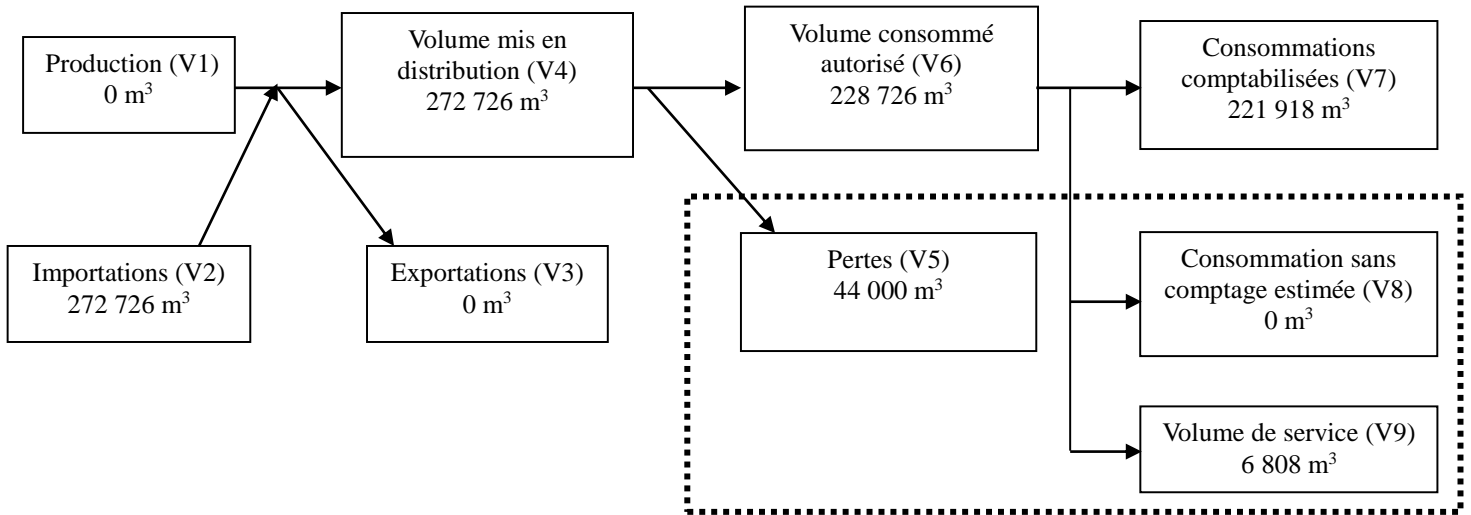 Production (V1)
0 m³
Volume mis en
distribution (V4)
272 726 m³
Volume consommé
autorisé (V6)
228 726 m³
Consommations
comptabilisées (V7)
221 918 m³
Importations (V2)
272 726 m³
Exportations (V3)
0 m³
Pertes (V5)
44 000 m³
Consommation sans
comptage estimée (V8)
0 m³
Volume de service (V9)
6 808 m³